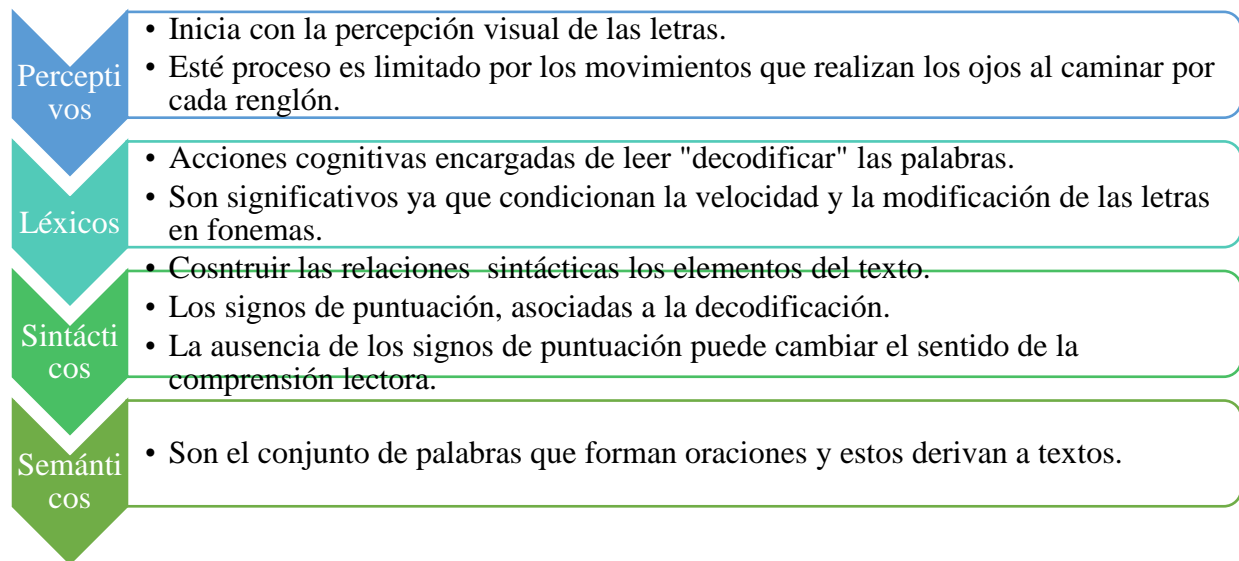 Percepti
vos
• Inicia con la percepción visual de las letras.
• Esté proceso es limitado por los movimientos que realizan los ojos al caminar por
cada renglón.
Léxicos
• Acciones cognitivas encargadas de leer "decodificar" las palabras.
• Son significativos ya que condicionan la velocidad y la modificación de las letras
en fonemas.
Sintácti
cos
• Cosntruir las relaciones  sintácticas los elementos del texto.
• Los signos de puntuación, asociadas a la decodificación.
• La ausencia de los signos de puntuación puede cambiar el sentido de la
comprensión lectora.
Semánti
cos
• Son el conjunto de palabras que forman oraciones y estos derivan a textos.